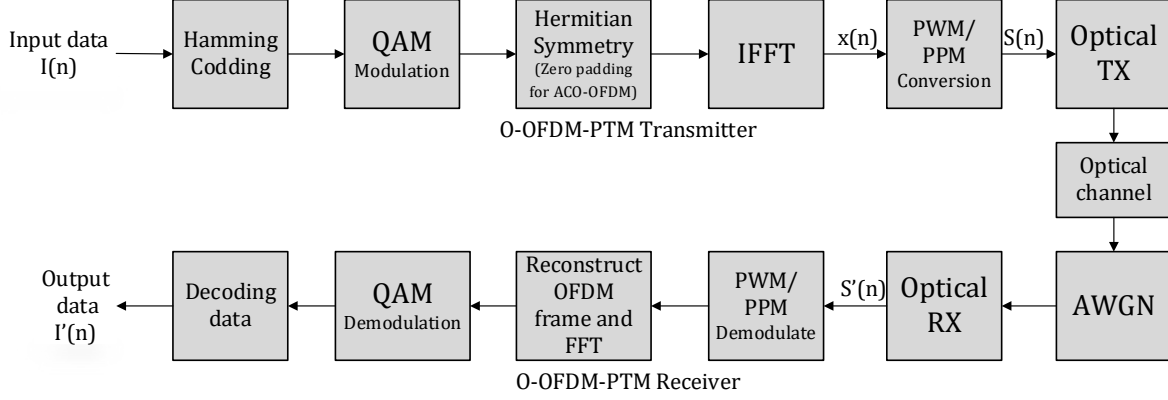 Input data
I(n)
Hamming
Codding
QAM
Modulation
Hermitian
Symmetry
(Zero padding
for ACO-OFDM)
IFFT
x(n)
PWM/
PPM
Conversion
S(n)
Optical
TX
O-OFDM-PTM Transmitter
Optical
channel
Output
data
I'(n)
Decoding
data
QAM
Demodulation
Reconstruct
OFDM
frame and
FFT
PWM/
PPM
Demodulate
S'(n)
Optical
RX
AWGN
O-OFDM-PTM Receiver